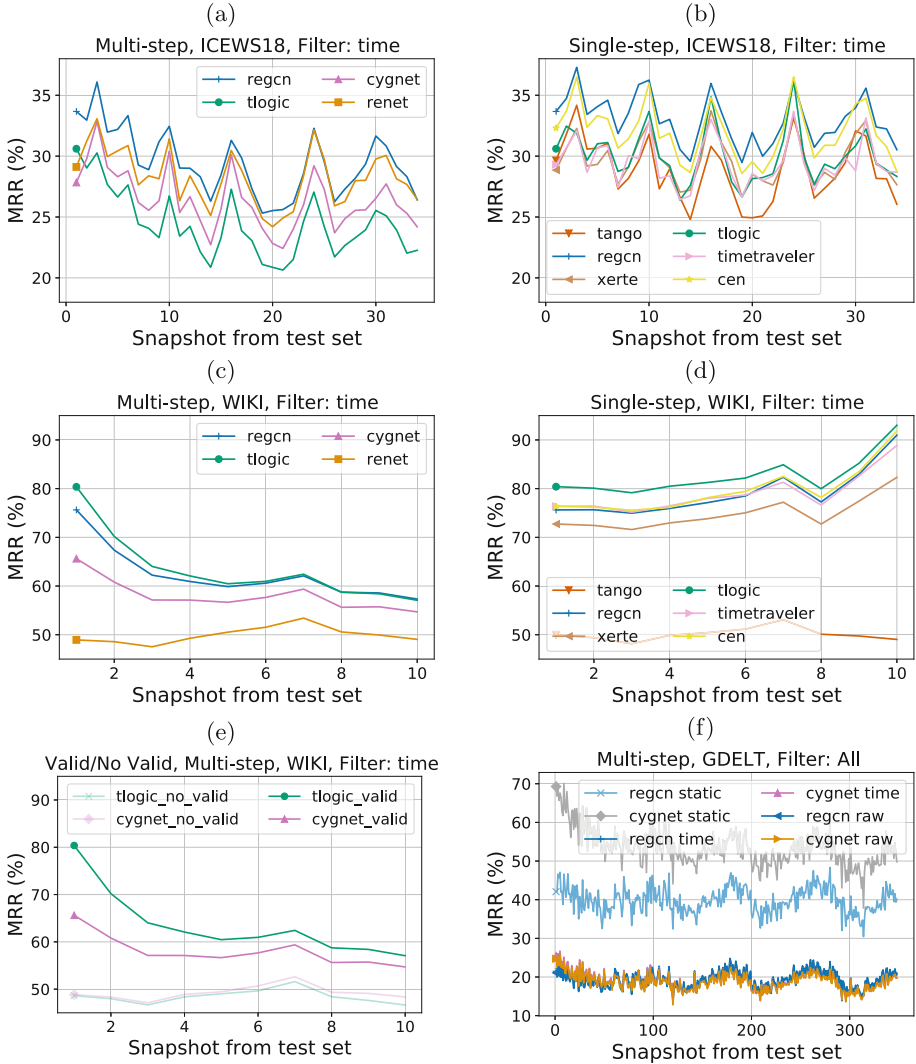 (a)
Multi-step, ICEWS18, Filter: time
regcn
tlogic
cygnet
renet
MRR (%)
35
30
25
20
0
10
20
30
Snapshot from test set
(b)
Single-step, ICEWS18, Filter: time
MRR (%)
35
30
25
20
tango
regcn
xerte
tlogic
timetraveler
cen
0
10
20
30
Snapshot from test set
(c)
Multi-step, WIKI, Filter: time
regcn
tlogic
cygnet
renet
MRR (%)
90
80
70
60
50
2
4
6
8
10
Snapshot from test set
(d)
Single-step, WIKI, Filter: time
MRR (%)
90
80
70
60
50
tango
regcn
xerte
tlogic
timetraveler
cen
2
4
6
8
10
Snapshot from test set
(e)
Valid/No Valid, Multi-step, WIKI, Filter: time
tlogic_no_valid
cygnet_no_valid
tlogic_valid
cygnet_valid
MRR (%)
90
80
70
60
50
2
4
6
8
10
Snapshot from test set
(f)
Multi-step, GDELT, Filter: All
regcn static
cygnet static
regcn time
cygnet time
regcn raw
cygnet raw
MRR (%)
70
60
50
40
30
20
10
0
100
200
300
Snapshot from test set